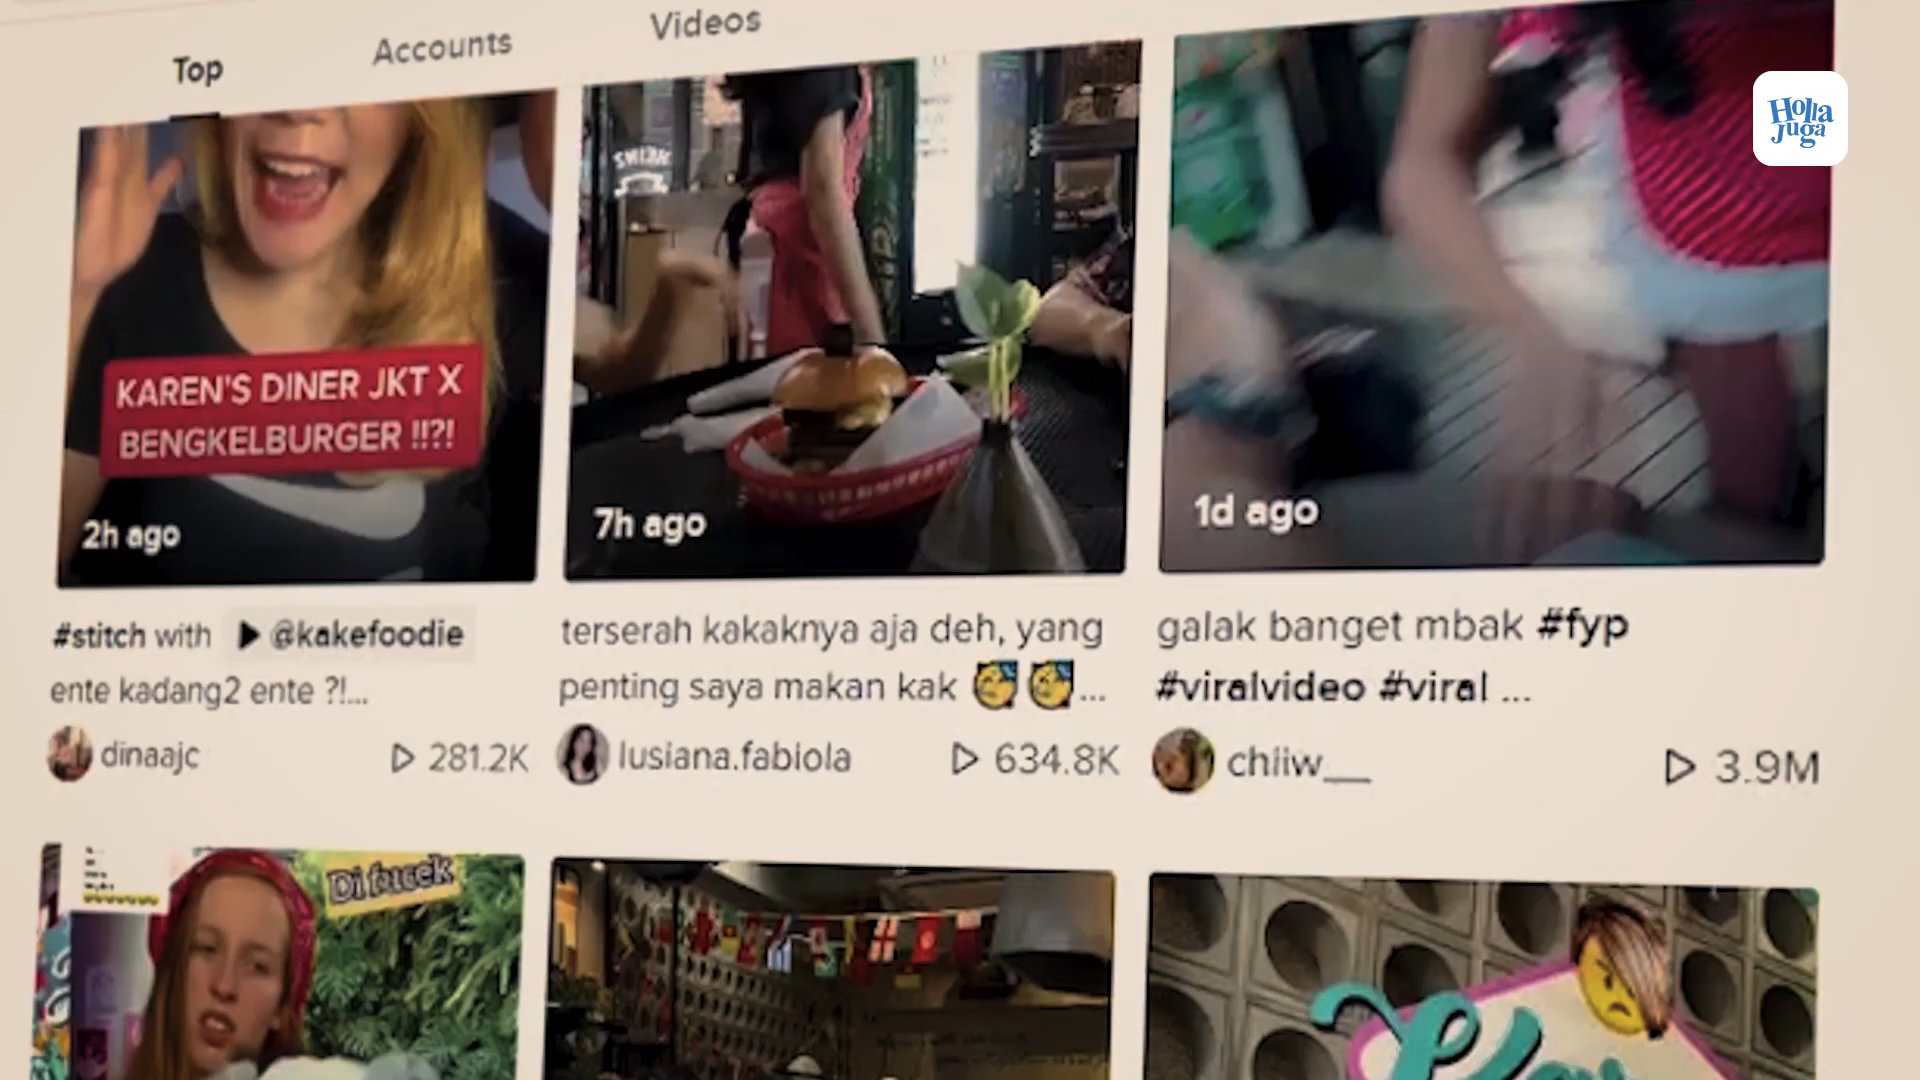 Top
Accounts
Videos
Holla
Juga
KAREN'S DINER JKT X
BENGKELBURGER !!?!
2h ago
7h ago
1d ago
#stitch with @kakefoodie
ente kadang2 ente ?!...
dinaajc 281.2K
terserah kakaknya aja deh, yang
penting saya makan kak ...
lusiana.fabiola 634.8K
galak banget mbak #fyp
#viralvideo #viral ...
chiiw__ 3.9M